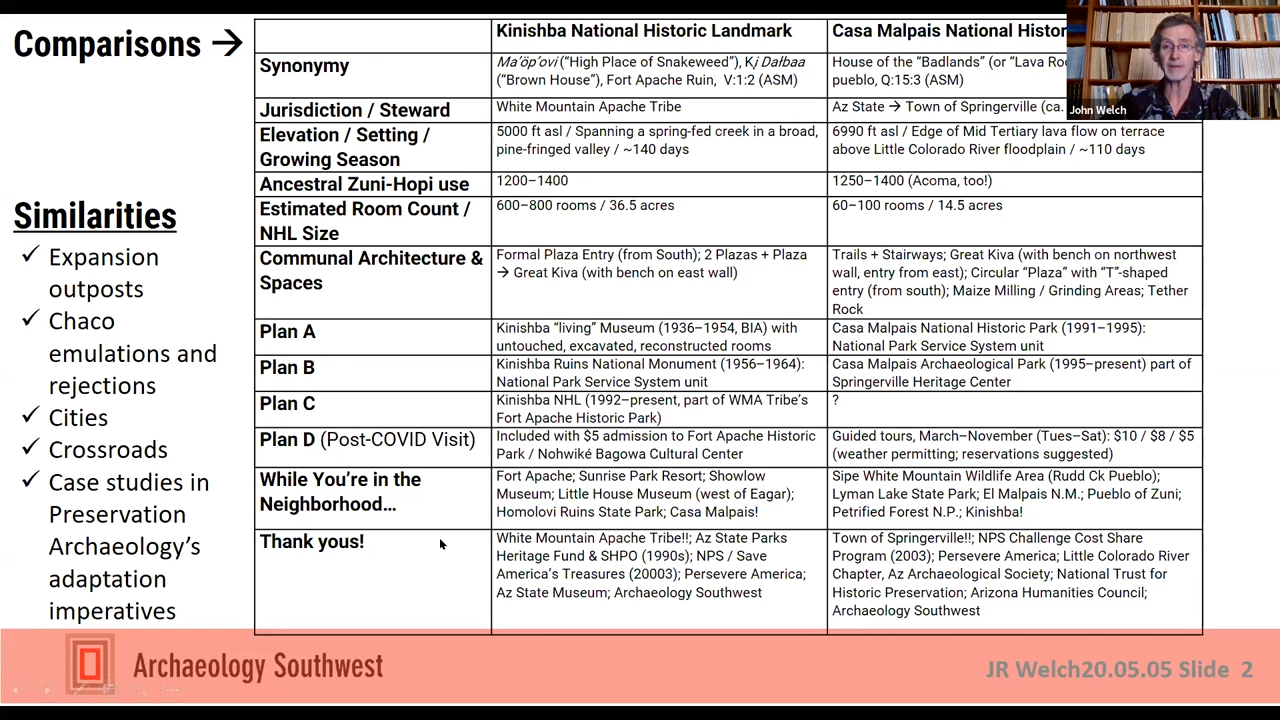 Comparisons →
Similarities
✓ Expansion
outposts
✓ Chaco
emulations and
rejections
✓ Cities
✓ Crossroads
✓ Case studies in
Preservation
Archaeology’s
adaptation
imperatives
Kinishba National Historic Landmark
Casa Malpais National Histor
Synonymy
Ma’öp’ovi (“High Place of Snakeweed”), Kį Dałbaa
(“Brown House”), Fort Apache Ruin, V:1:2 (ASM)
House of the “Badlands” (or “Lava Ro
pueblo, Q:15:3 (ASM)
Jurisdiction / Steward
White Mountain Apache Tribe
Az State → Town of Springerville (ca.
Elevation / Setting /
Growing Season
5000 ft asl / Spanning a spring-fed creek in a broad,
pine-fringed valley / ~140 days
6990 ft asl / Edge of Mid Tertiary lava flow on terrace
above Little Colorado River floodplain / ~110 days
Ancestral Zuni-Hopi use
1200–1400
1250–1400 (Acoma, too!)
Estimated Room Count /
NHL Size
600–800 rooms / 36.5 acres
60–100 rooms / 14.5 acres
Communal Architecture &
Spaces
Formal Plaza Entry (from South); 2 Plazas + Plaza
→ Great Kiva (with bench on east wall)
Trails + Stairways; Great Kiva (with bench on northwest
wall, entry from east); Circular “Plaza” with “T”-shaped
entry (from south); Maize Milling / Grinding Areas; Tether
Rock
Plan A
Kinishba “living” Museum (1936–1954, BIA) with
untouched, excavated, reconstructed rooms
Casa Malpais National Historic Park (1991–1995):
National Park Service System unit
Plan B
Kinishba Ruins National Monument (1956–1964):
National Park Service System unit
Casa Malpais Archaeological Park (1995–present) part of
Springerville Heritage Center
Plan C
Kinishba NHL (1992–present, part of WMA Tribe’s
Fort Apache Historic Park)
?
Plan D (Post-COVID Visit)
Included with $5 admission to Fort Apache Historic
Park / Nohwiké Bagowa Cultural Center
Guided tours, March–November (Tues–Sat): $10 / $8 / $5
(weather permitting; reservations suggested)
While You’re in the
Neighborhood…
Fort Apache; Sunrise Park Resort; Showlow
Museum; Little House Museum (west of Eagar);
Homolovi Ruins State Park; Casa Malpais!
Sipe White Mountain Wildlife Area (Rudd Ck Pueblo);
Lyman Lake State Park; El Malpais N.M.; Pueblo of Zuni;
Petrified Forest N.P.; Kinishba!
Thank yous!
White Mountain Apache Tribe!!; Az State Parks
Heritage Fund & SHPO (1990s); NPS / Save
America’s Treasures (20003); Persevere America;
Az State Museum; Archaeology Southwest
Town of Springerville!!; NPS Challenge Cost Share
Program (2003); Persevere America; Little Colorado River
Chapter, Az Archaeological Society; National Trust for
Historic Preservation; Arizona Humanities Council;
Archaeology Southwest
John Welch
Archaeology Southwest
JR Welch20.05.05 Slide 2